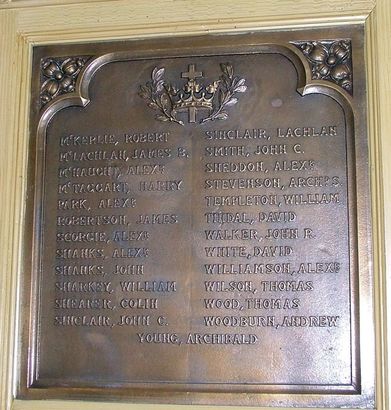 McKERLIE, ROBERT
McLACHLAN, JAMES B.
McNAUGHT, ALEXR
McTAGGART, HARRY
PARK, ALEXR
ROBERTSON, JAMES
SCORGIE, ALEXR
SHANKS, ALEXR
SHANKS, JOHN
SHARKEY, WILLIAM
SHEARER, COLIN
SINCLAIR, JOHN C.
SINCLAIR, LACHLAN
SMITH, JOHN C.
SNEDDON, ALEXR
STEVENSON, ARCHD S.
TEMPLETON, WILLIAM
TINDAL, DAVID
WALKER, JOHN R.
WHITE, DAVID
WILLIAMSON, ALEXR
WILSON, THOMAS
WOOD, THOMAS
WOODBURN, ANDREW
YOUNG, ARCHIBALD